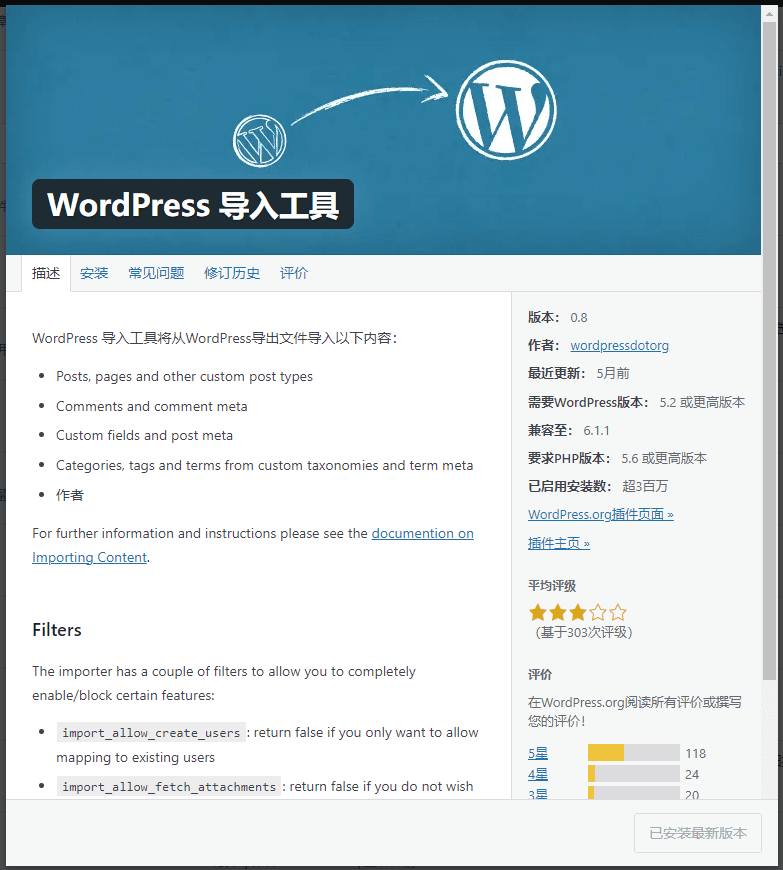 WordPress 导入工具
描述 安装 常见问题 修订历史 评价
WordPress 导入工具将从WordPress导出文件导入以下内容：
Posts, pages and other custom post types
Comments and comment meta
Custom fields and post meta
Categories, tags and terms from custom taxonomies and term meta
作者
For further information and instructions please see the documention on
Importing Content.
Filters
The importer has a couple of filters to allow you to completely
enable/block certain features:
import_allow_create_users: return false if you only want to allow
mapping to existing users
import_allow_fetch_attachments: return false if you do not wish
版本： 0.8
作者： wordpressdotorg
最近更新： 5月前
需要WordPress版本： 5.2 或更高版本
兼容至： 6.1.1
要求PHP版本： 5.6 或更高版本
已启用安装数： 超3百万
WordPress.org插件页面 »
插件主页 »
平均评级
（基于303次评级）
评价
在WordPress.org阅读所有评价或撰写
您的评价！
5星 118
4星 24
3星 20
已安装最新版本